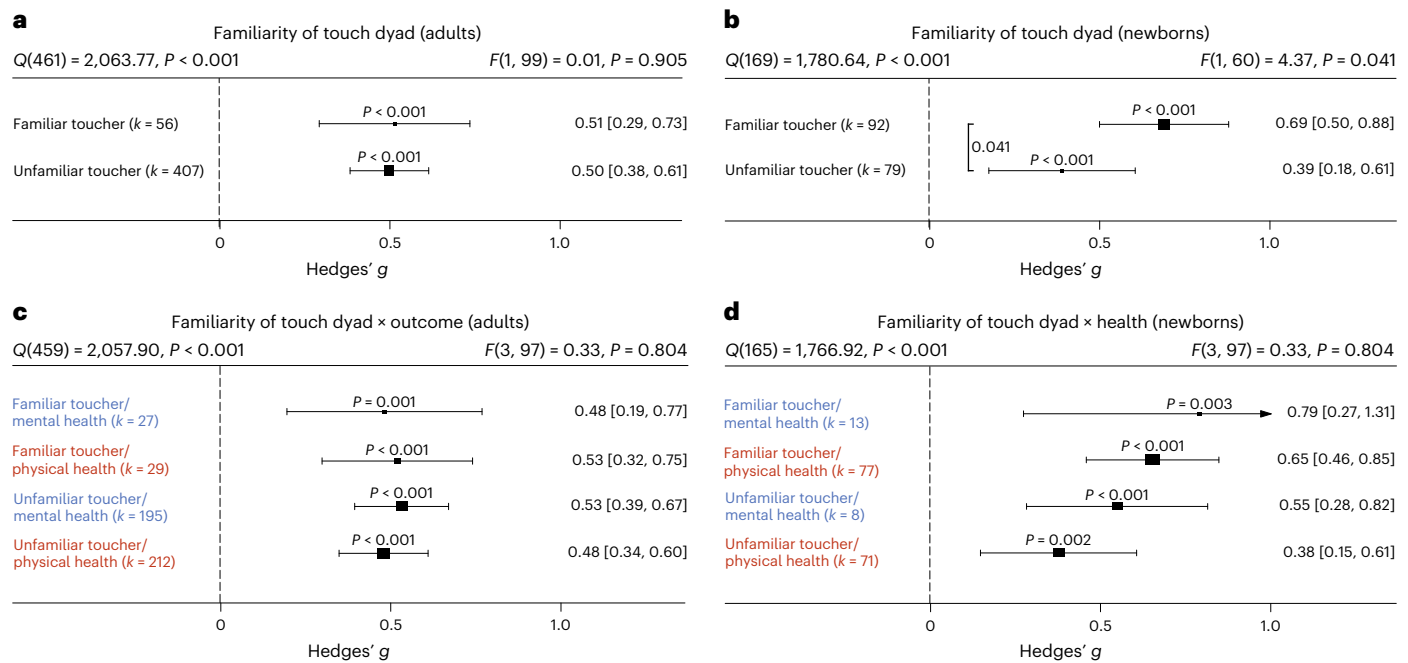 a
Familiarity of touch dyad (adults)
Q(461) = 2,063.77, P < 0.001
F(1, 99) = 0.01, P = 0.905
P < 0.001
Familiar toucher (k = 56)
0.51 [0.29, 0.73]
P < 0.001
Unfamiliar toucher (k = 407)
0.50 [0.38, 0.61]
0
0.5
1.0
Hedges’ g
b
Familiarity of touch dyad (newborns)
Q(169) = 1,780.64, P < 0.001
F(1, 60) = 4.37, P = 0.041
P < 0.001
Familiar toucher (k = 92)
0.69 [0.50, 0.88]
0.041
P < 0.001
Unfamiliar toucher (k = 79)
0.39 [0.18, 0.61]
0
0.5
1.0
Hedges’ g
c
Familiarity of touch dyad × outcome (adults)
Q(459) = 2,057.90, P < 0.001
F(3, 97) = 0.33, P = 0.804
Familiar toucher/
mental health (k = 27)
P = 0.001
0.48 [0.19, 0.77]
Familiar toucher/
physical health (k = 29)
P < 0.001
0.53 [0.32, 0.75]
Unfamiliar toucher/
mental health (k = 195)
P < 0.001
0.53 [0.39, 0.67]
Unfamiliar toucher/
physical health (k = 212)
P < 0.001
0.48 [0.34, 0.60]
0
0.5
1.0
Hedges’ g
d
Familiarity of touch dyad × health (newborns)
Q(165) = 1,766.92, P < 0.001
F(3, 97) = 0.33, P = 0.804
Familiar toucher/
mental health (k = 13)
P = 0.003
0.79 [0.27, 1.31]
Familiar toucher/
physical health (k = 77)
P < 0.001
0.65 [0.46, 0.85]
Unfamiliar toucher/
mental health (k = 8)
P < 0.001
0.55 [0.28, 0.82]
Unfamiliar toucher/
physical health (k = 71)
P = 0.002
0.38 [0.15, 0.61]
0
0.5
1.0
Hedges’ g